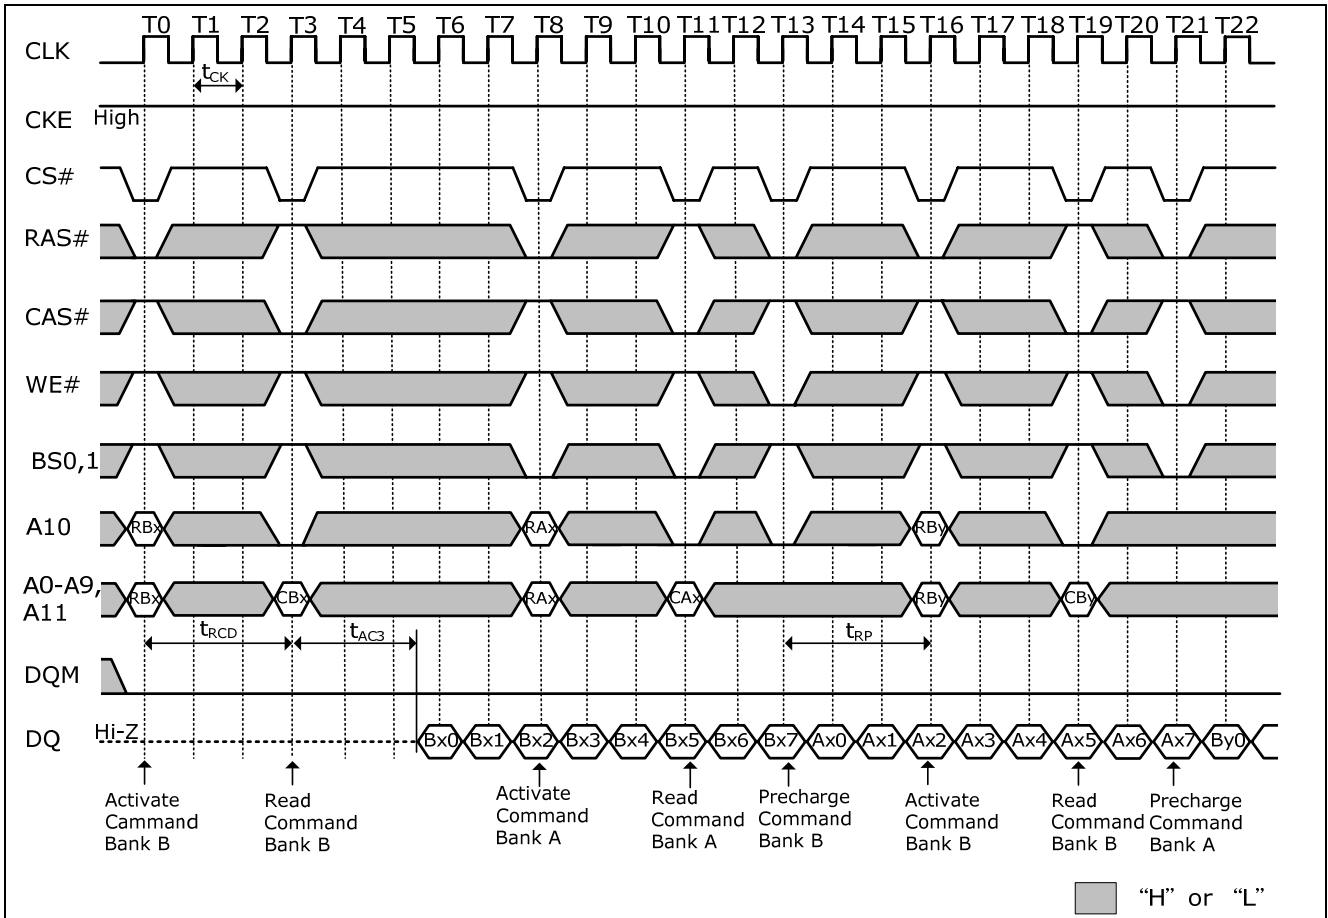 T0 T1 T2 T3 T4 T5 T6 T7 T8 T9 T10 T11 T12 T13 T14 T15 T16 T17 T18 T19 T20 T21 T22
CLK
tCK
CKE High
CS#
RAS#
CAS#
WE#
BS0,1
A10 RBx RAx RBy
A0-A9,
A11 RBx CBx RAx CAx RBy CBy
tRCD tAC3 tRP
DQM
DQ Hi-Z Bx0 Bx1 Bx2 Bx3 Bx4 Bx5 Bx6 Bx7 Ax0 Ax1 Ax2 Ax3 Ax4 Ax5 Ax6 Ax7 By0
Activate
Cammand
Bank B
Read
Command
Bank B
Activate
Command
Bank A
Read
Command
Bank A
Precharge
Command
Bank B
Activate
Command
Bank B
Read
Command
Bank B
Precharge
Command
Bank A
“H” or “L”